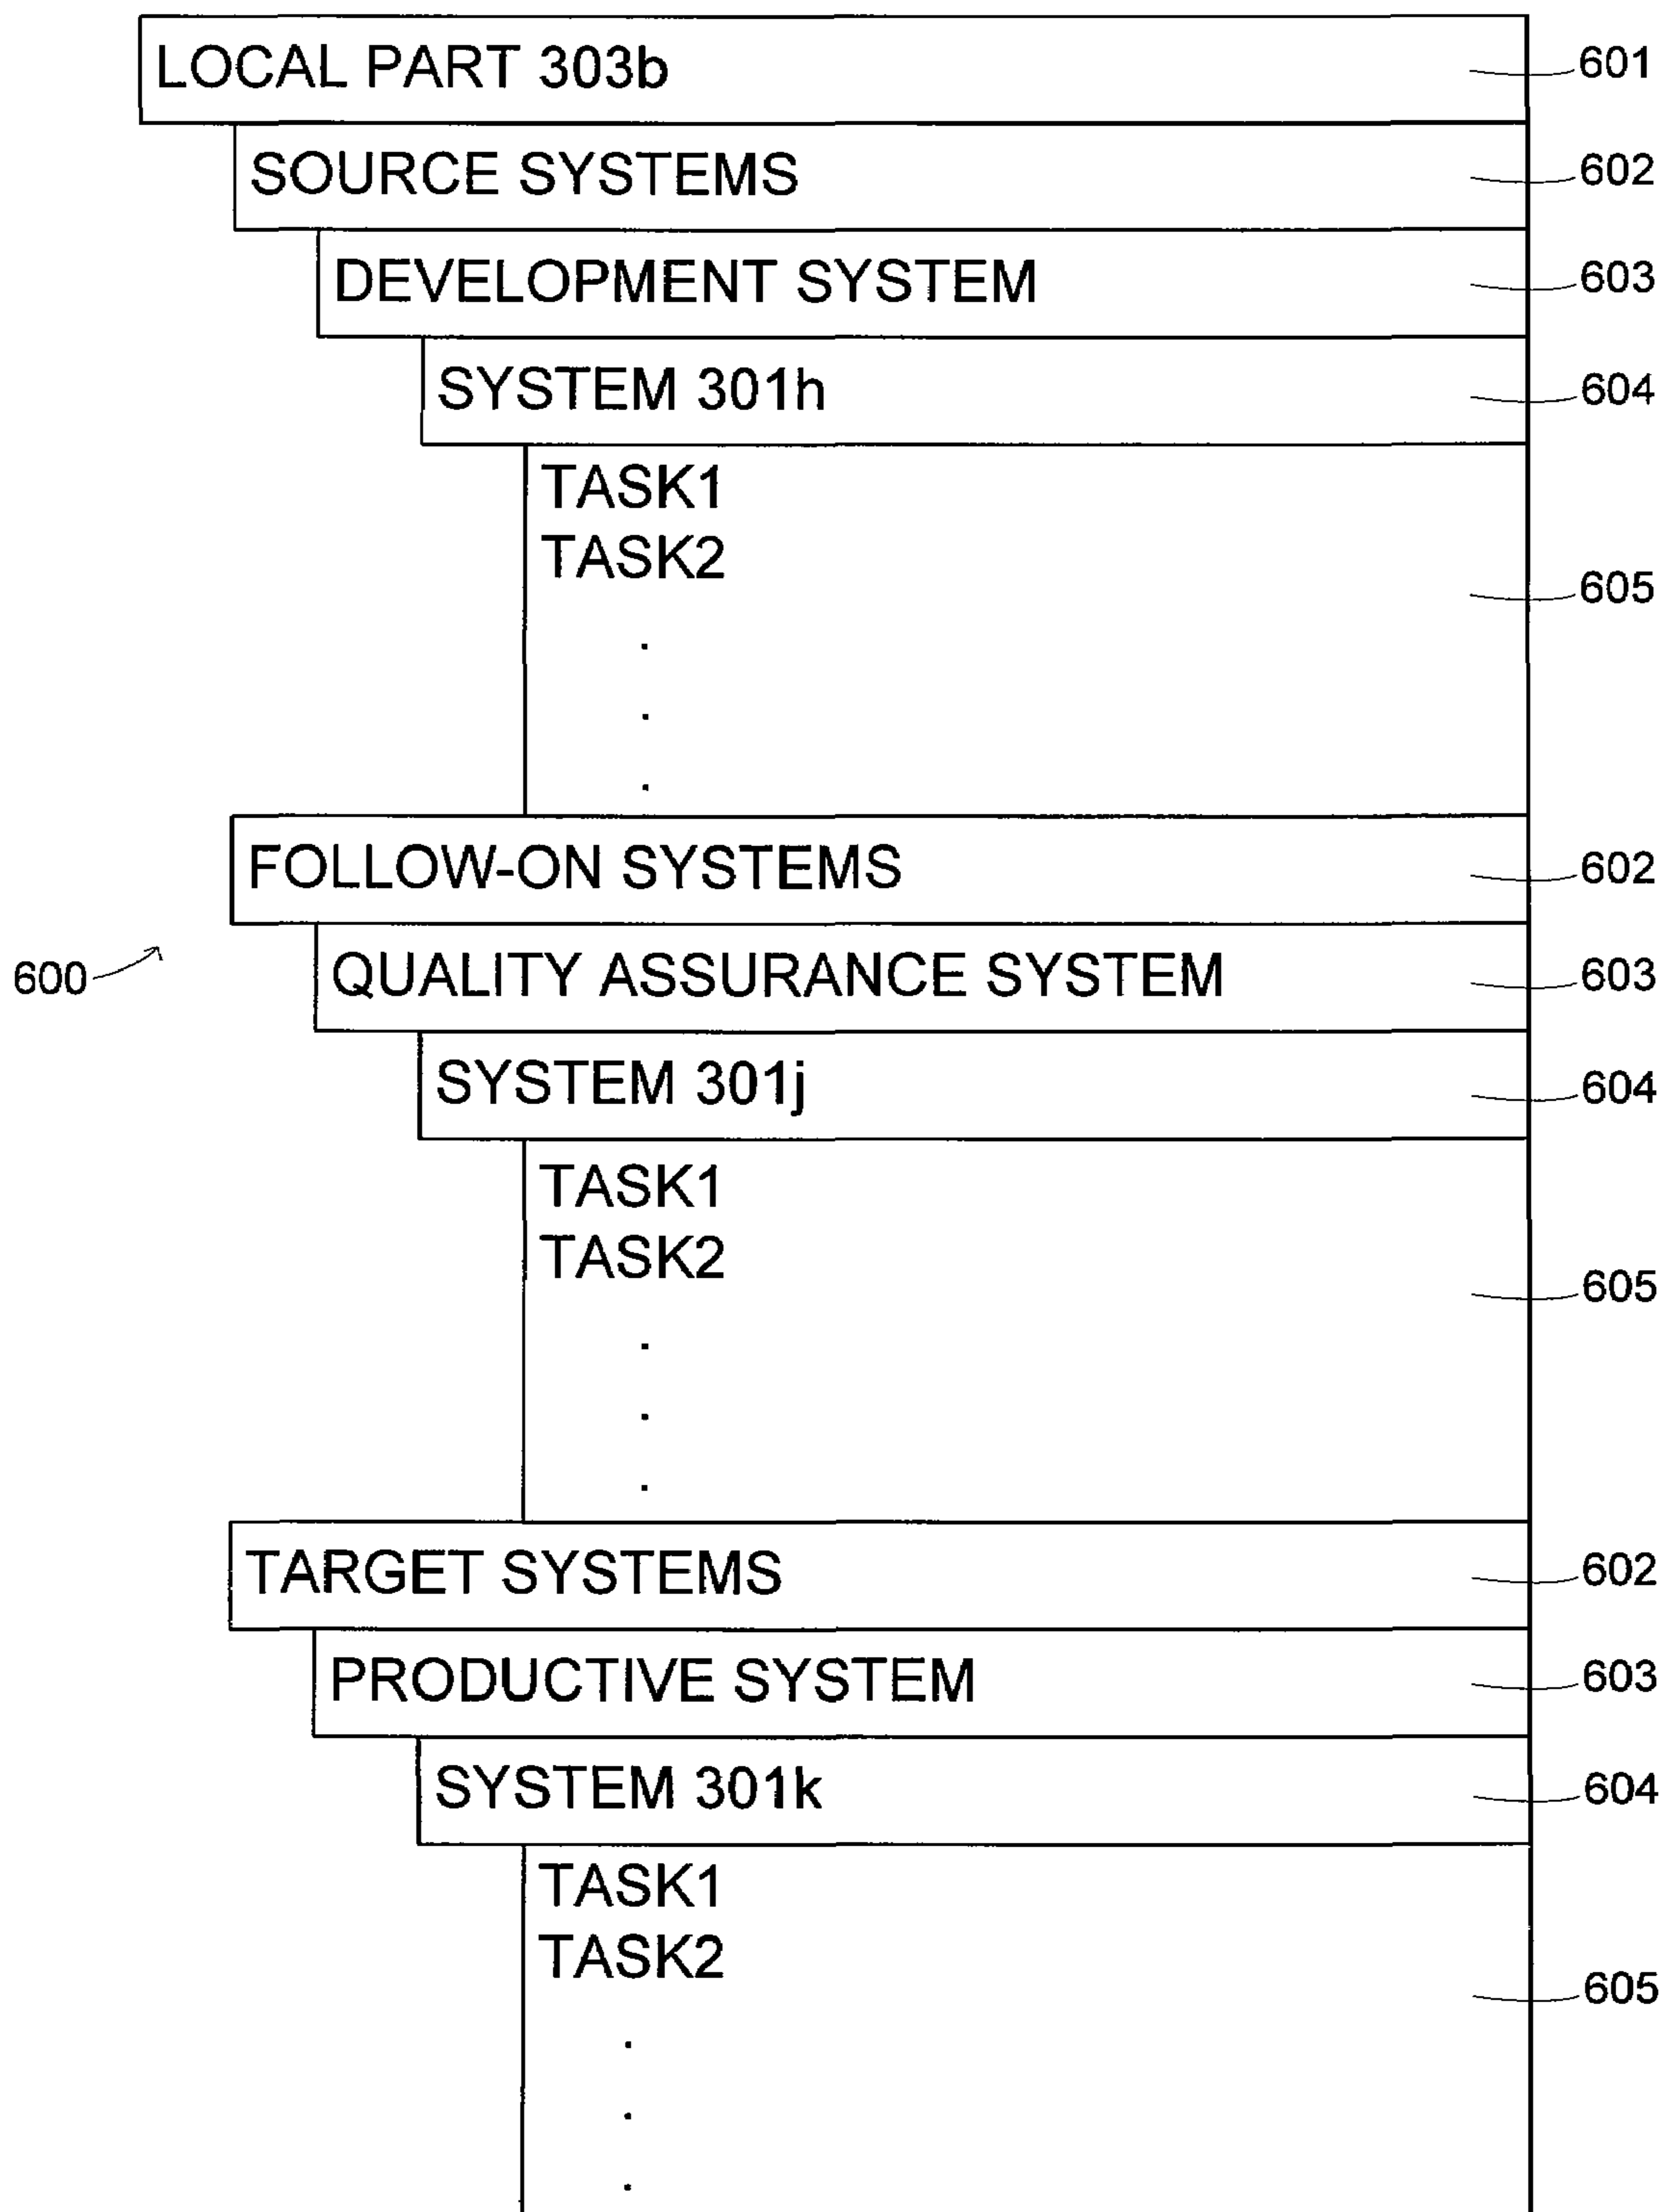 LOCAL PART 303b 601
SOURCE SYSTEMS 602
DEVELOPMENT SYSTEM 603
SYSTEM 301h 604
TASK1
TASK2
605
.
.
.
FOLLOW-ON SYSTEMS 602
600
QUALITY ASSURANCE SYSTEM 603
SYSTEM 301j 604
TASK1
TASK2
605
.
.
.
TARGET SYSTEMS 602
PRODUCTIVE SYSTEM 603
SYSTEM 301k 604
TASK1
TASK2
605
.
.
.